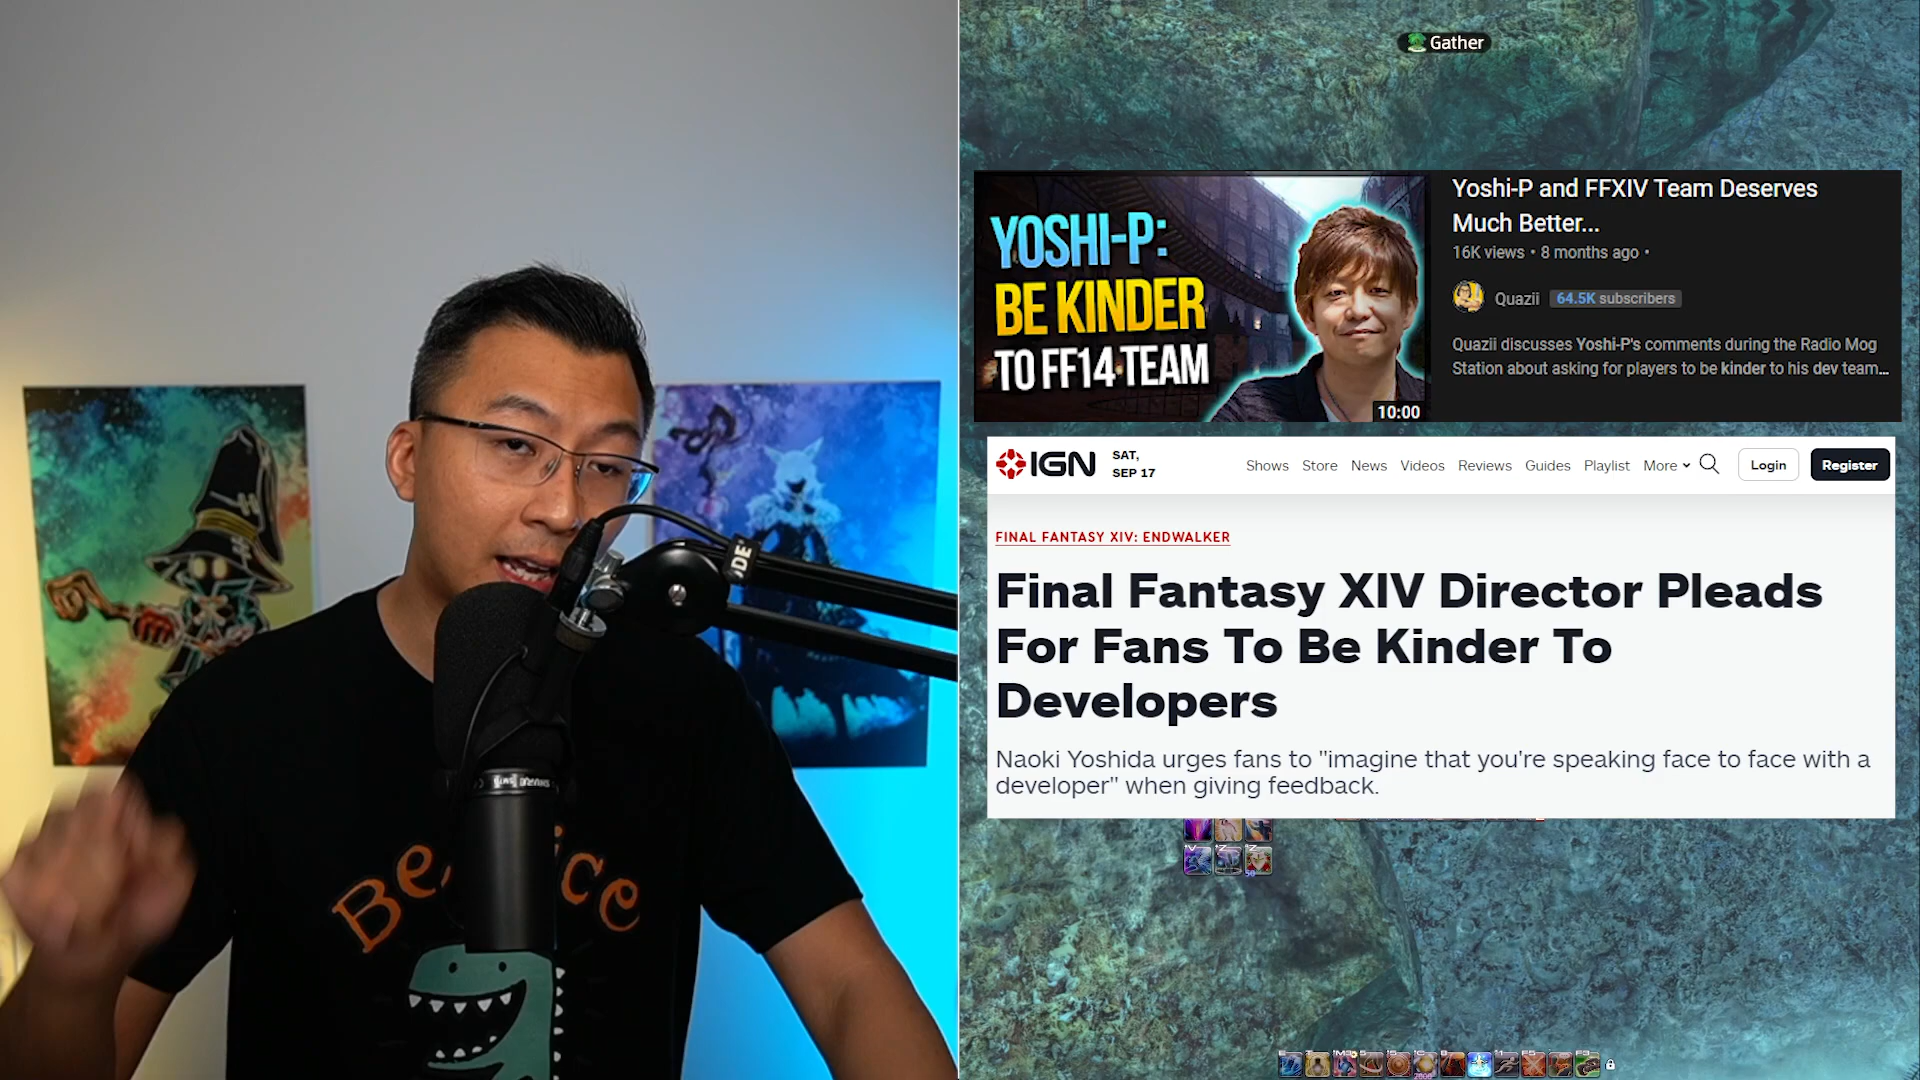 Gather
YOSHI-P:
BE KINDER
TO FF14 TEAM
10:00
Yoshi-P and FFXIV Team Deserves
Much Better...
16K views • 8 months ago •
Quazii 64.5K subscribers
Quazii discusses Yoshi-P's comments during the Radio Mog
Station about asking for players to be kinder to his dev team...
IGN
SAT,
SEP 17
Shows Store News Videos Reviews Guides Playlist More Login Register
FINAL FANTASY XIV: ENDWALKER
Final Fantasy XIV Director Pleads
For Fans To Be Kinder To
Developers
Naoki Yoshida urges fans to "imagine that you're speaking face to face with a
developer" when giving feedback.